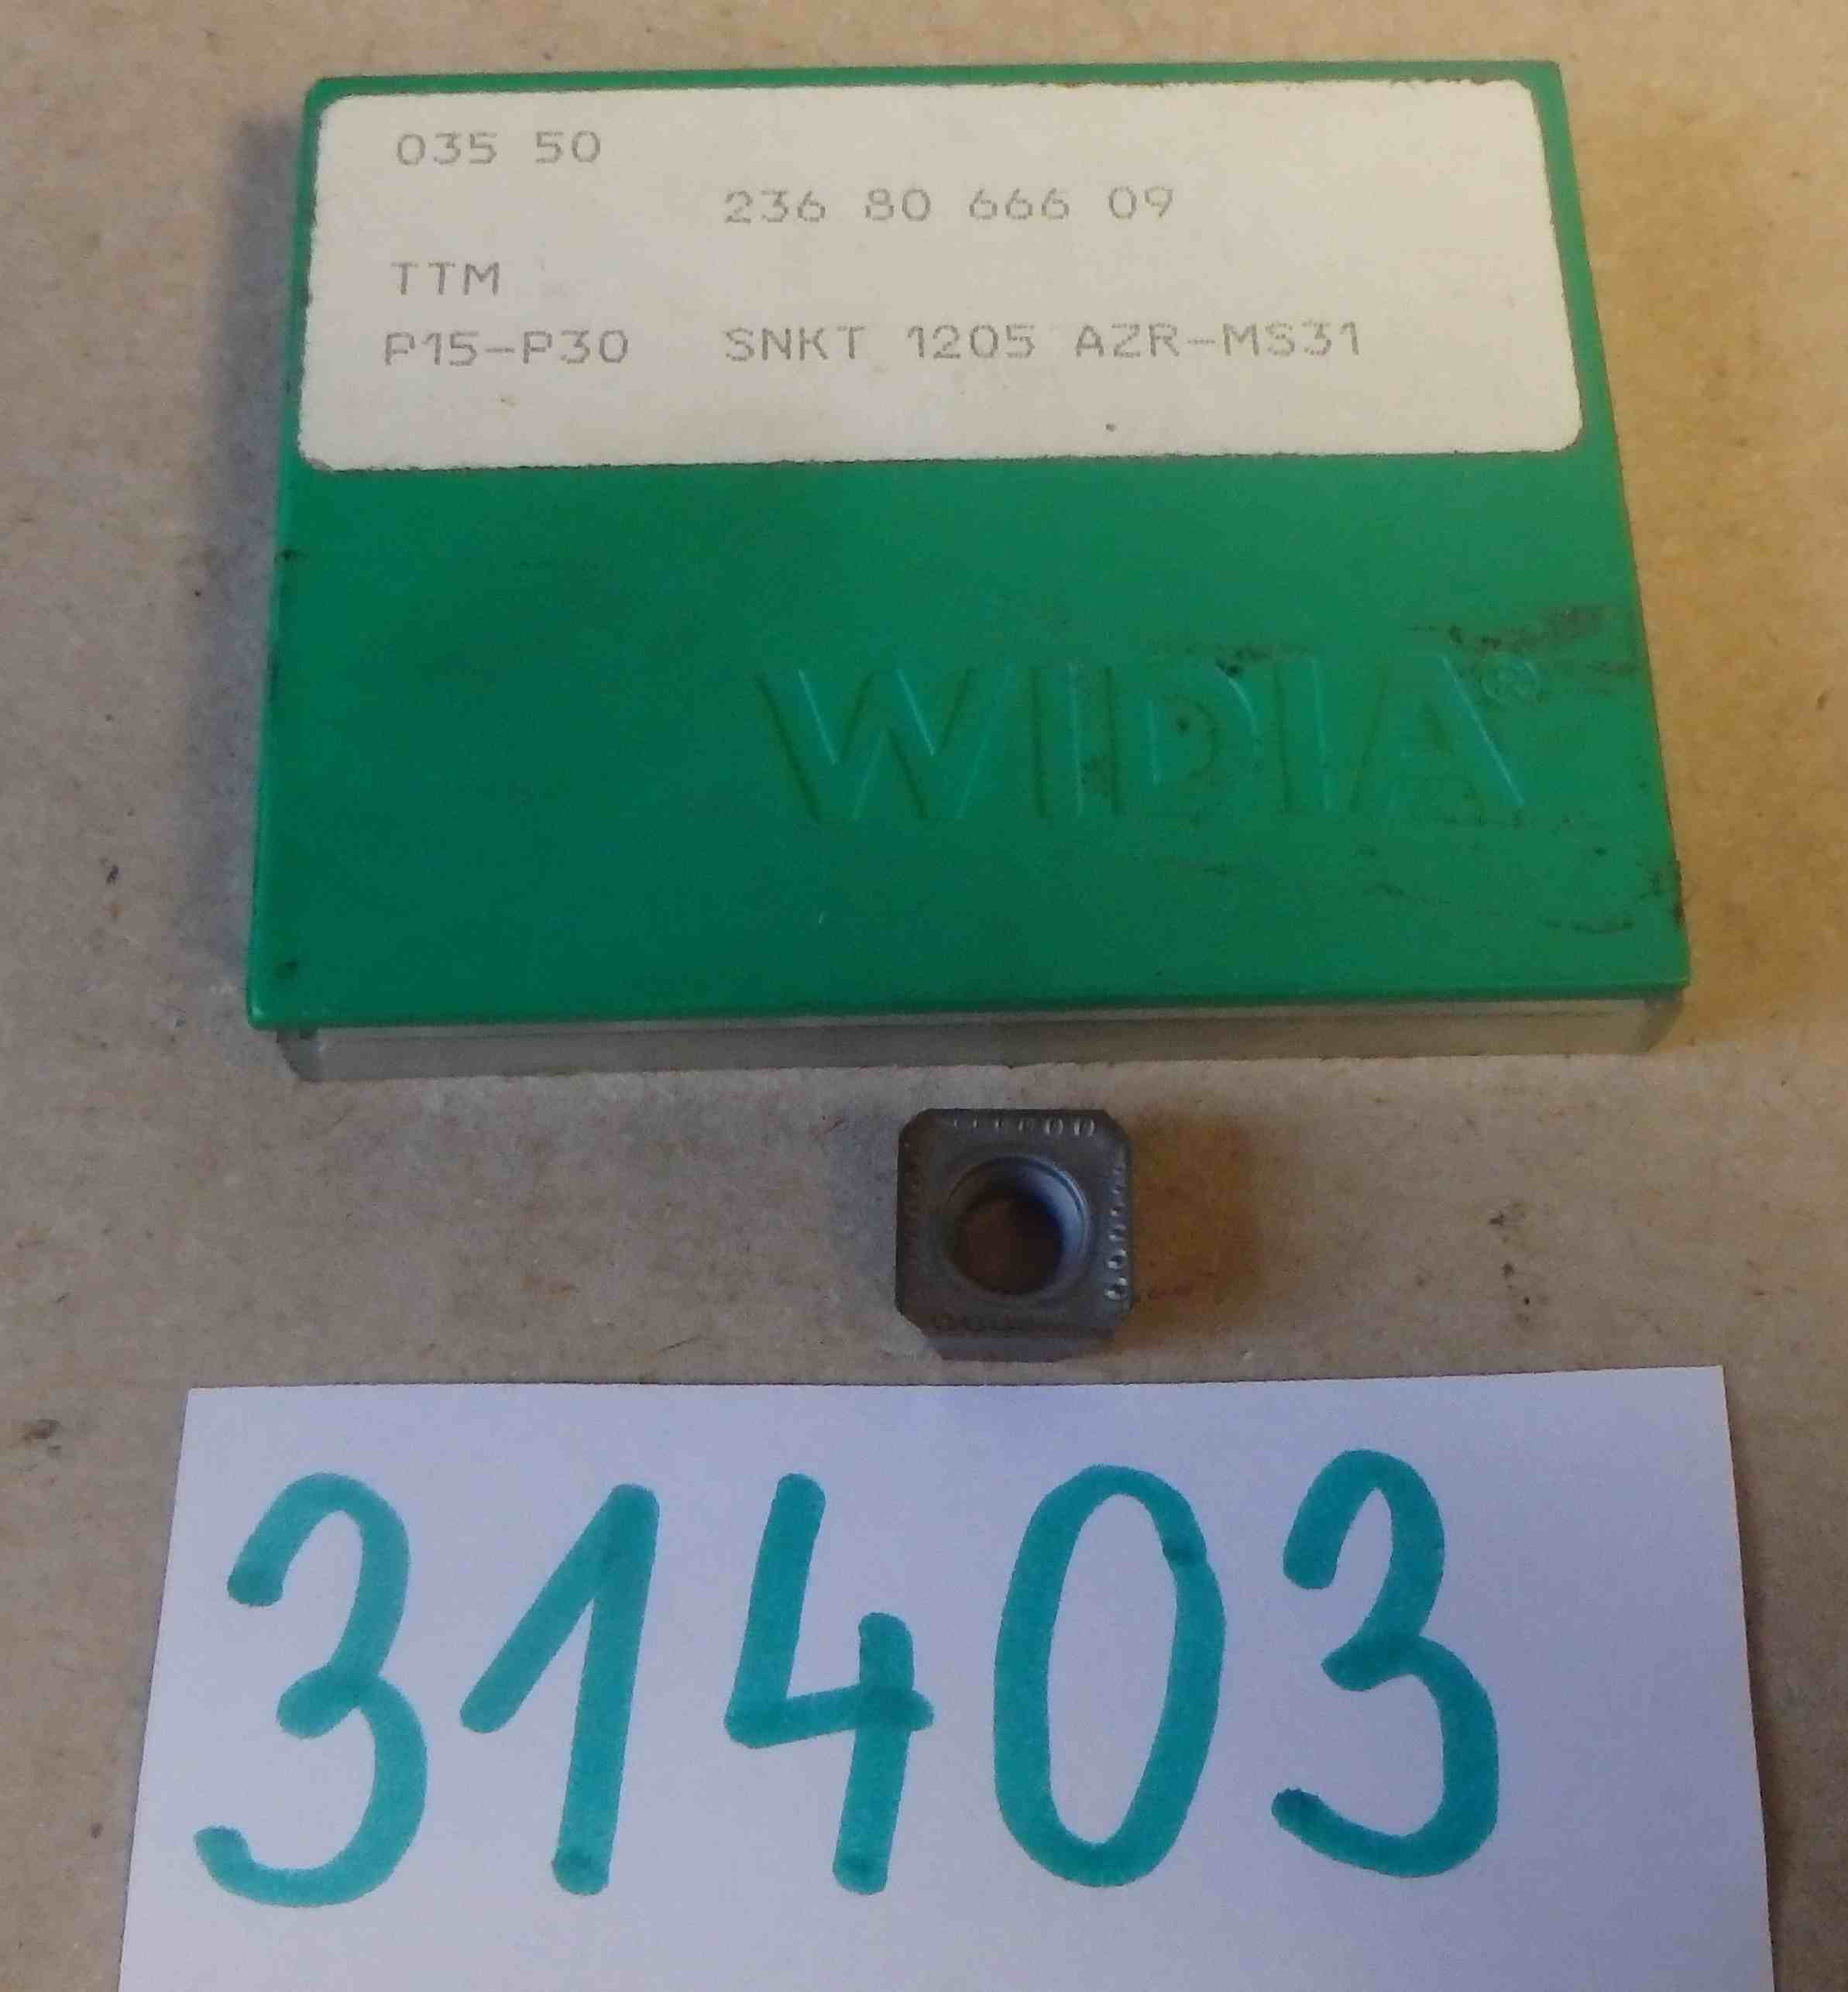 035 50
236 80 666 09
TTM
P15-P30 SNKT 1205 AZR-MS31
WIDIA®
31403